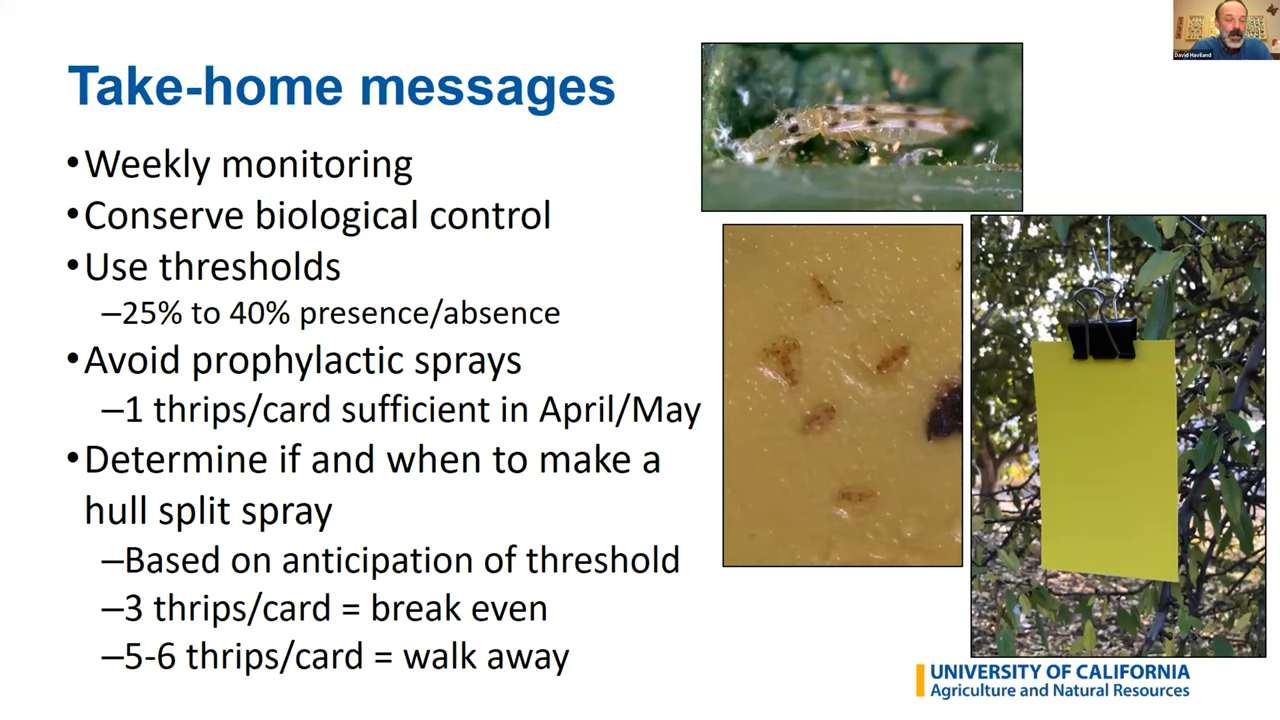 Take-home messages
•Weekly monitoring
•Conserve biological control
•Use thresholds
–25% to 40% presence/absence
•Avoid prophylactic sprays
–1 thrips/card sufficient in April/May
•Determine if and when to make a
hull split spray
–Based on anticipation of threshold
–3 thrips/card = break even
–5-6 thrips/card = walk away
David Haviland
UNIVERSITY OF CALIFORNIA
Agriculture and Natural Resources